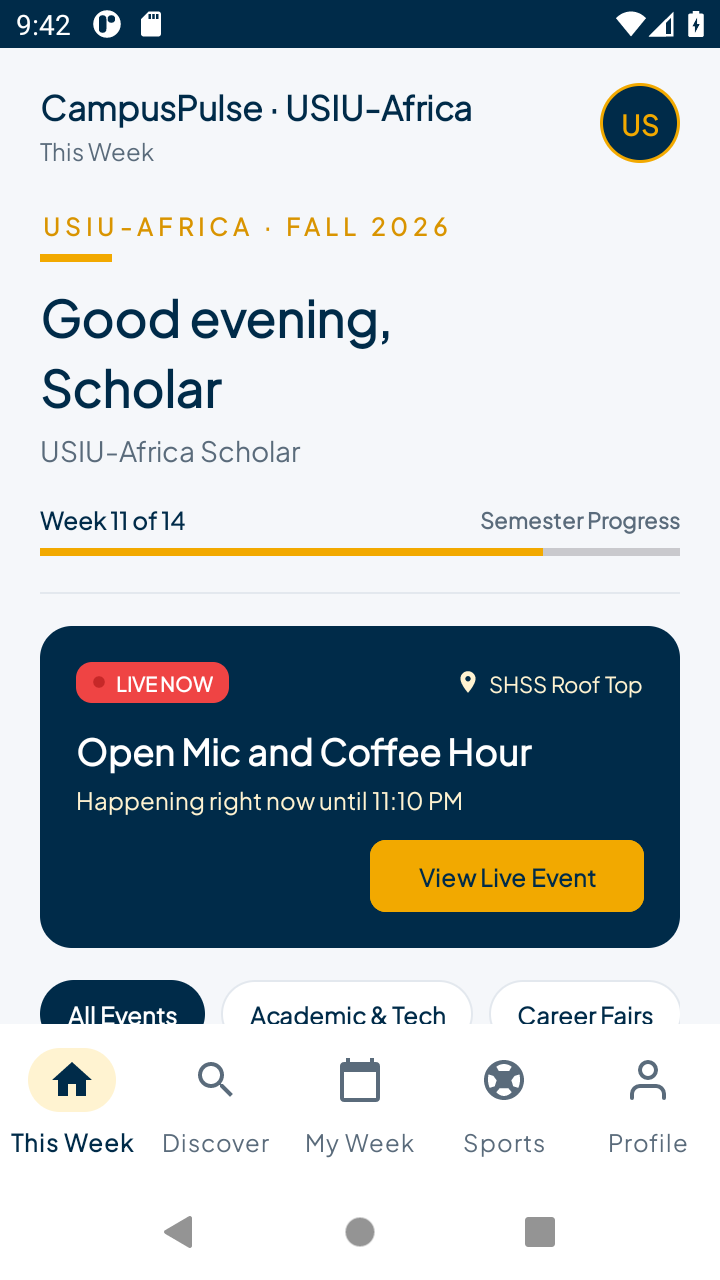 9:42
CampusPulse · USIU-Africa
This Week
US
USIU-AFRICA · FALL 2026
Good evening,
Scholar
USIU-Africa Scholar
Week 11 of 14
Semester Progress
LIVE NOW
SHSS Roof Top
Open Mic and Coffee Hour
Happening right now until 11:10 PM
View Live Event
All Events
Academic & Tech
Career Fairs
This Week
Discover
My Week
Sports
Profile